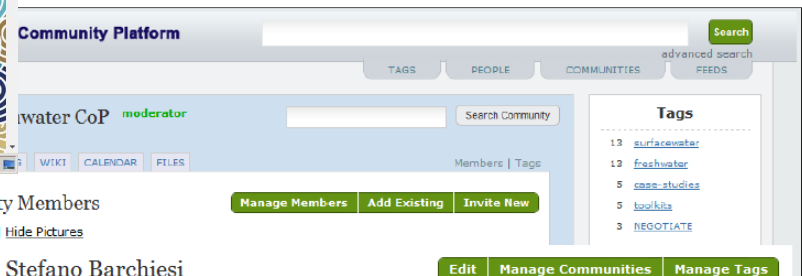 Community Platform
Search
advanced search
TAGS PEOPLE COMMUNITIES FEEDS
CoP moderator
Search Community
WIKI CALENDAR FILES
Members | Tags
Tags
13 surfacewater
13 freshwater
5 case-studies
5 toolkits
3 NEGOTIATE
Members
Manage Members Add Existing Invite New
Hide Pictures
Stefano Barchiesi
Edit Manage Communities Manage Tags